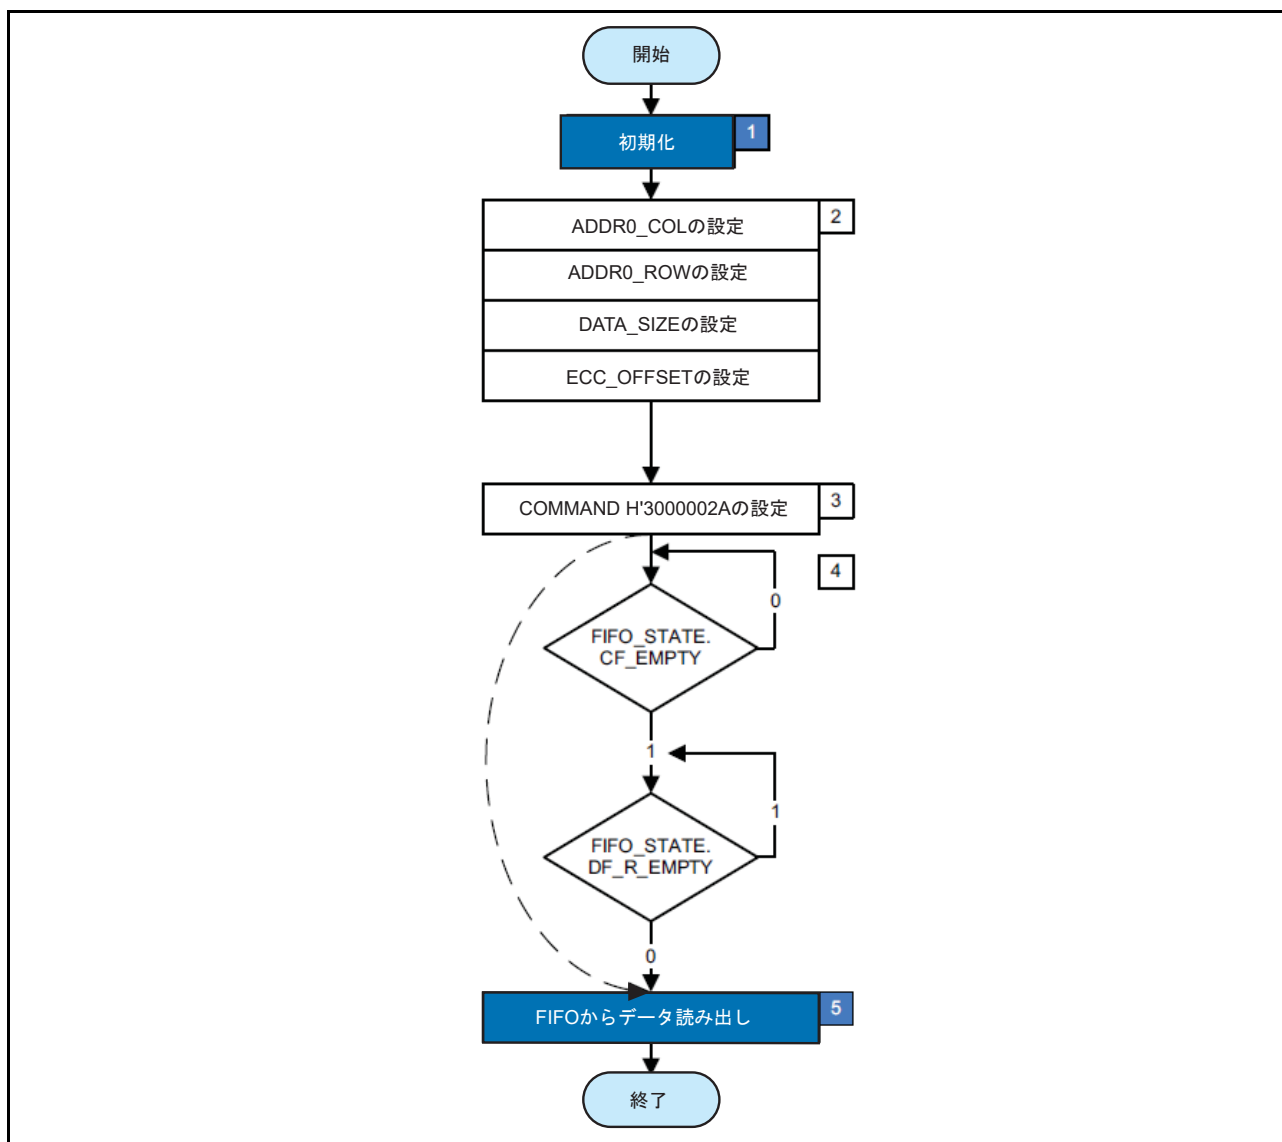 開始
初期化
1
ADDR0_COLの設定
2
ADDR0_ROWの設定
DATA_SIZEの設定
ECC_OFFSETの設定
COMMAND H'3000002Aの設定
3
4
0
FIFO_STATE.
CF_EMPTY
1
1
FIFO_STATE.
DF_R_EMPTY
0
FIFOからデータ読み出し
5
終了